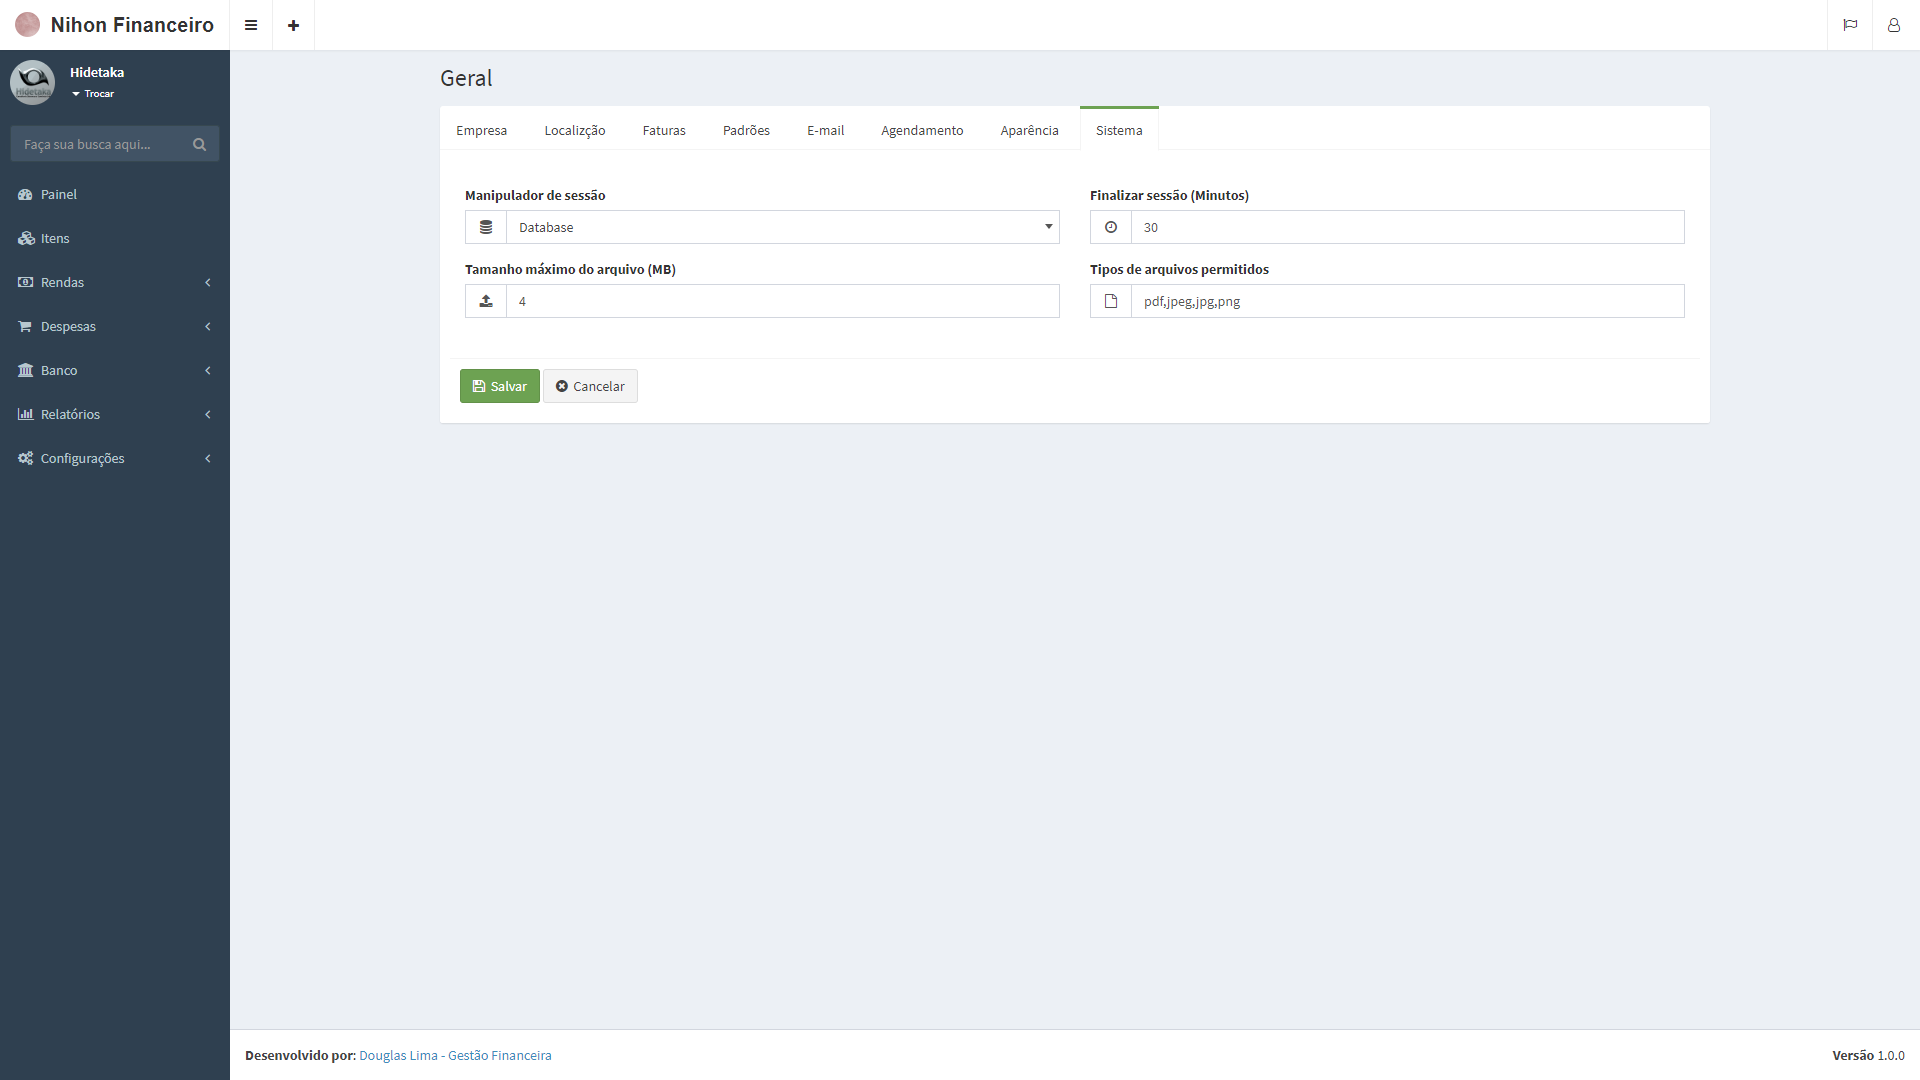 Nihon Financeiro
Hidetaka
Trocar
Faça sua busca aqui...
Painel
Itens
Rendas
Despesas
Banco
Relatórios
Configurações
Geral
Empresa Localizção Faturas Padrões E-mail Agendamento Aparência Sistema
Manipulador de sessão
Database
Finalizar sessão (Minutos)
30
Tamanho máximo do arquivo (MB)
4
Tipos de arquivos permitidos
pdf,jpeg,jpg,png
Salvar Cancelar
Desenvolvido por: Douglas Lima - Gestão Financeira
Versão 1.0.0